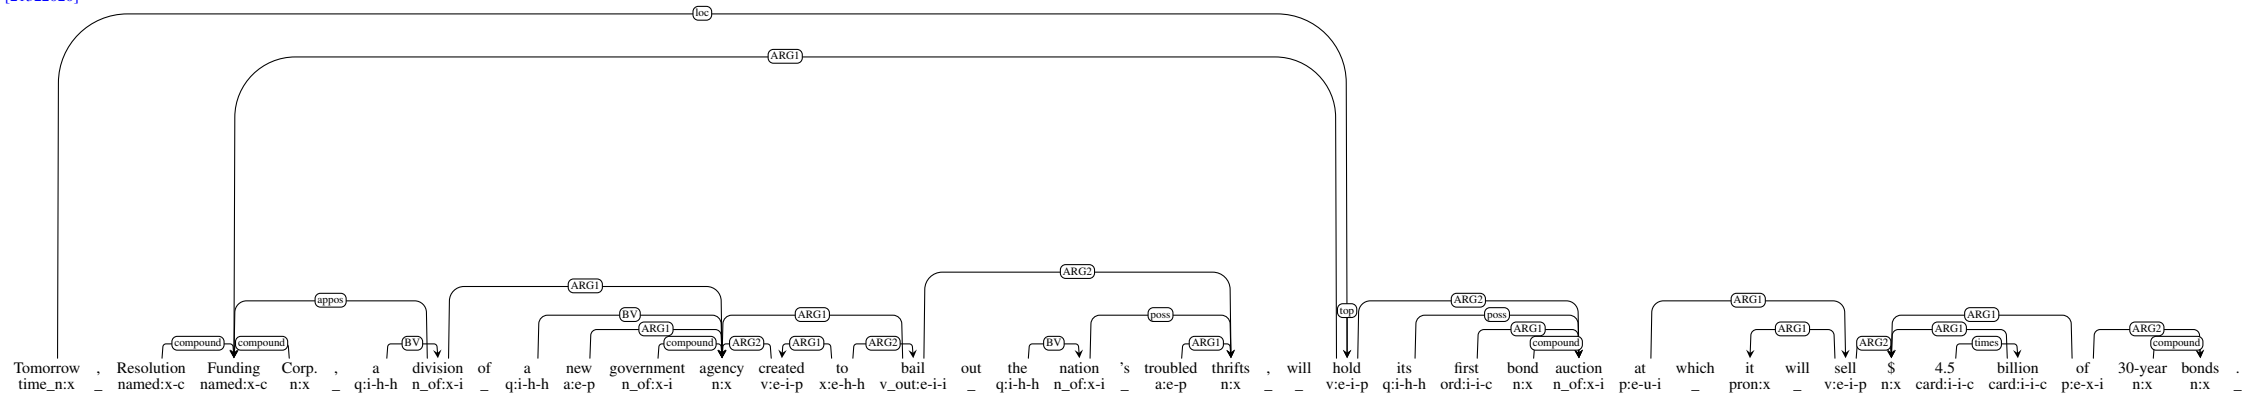 loc
ARG1
ARG2
ARG1 appos BV ARG1 ARG1 poss top ARG2 poss ARG1 ARG1 ARG1
compound compound BV compound ARG2 ARG1 ARG2 BV ARG1 ARG1 compound ARG1 ARG2 ARG1 times ARG2 compound
Tomorrow , Resolution Funding Corp. , a division of a new government agency created to bail out the nation 's troubled thrifts , will hold its first bond auction at which it will sell $ 4.5 billion of 30-year bonds .
time_n:x _ named:x-c named:x-c n:x _ q:i-h-h n_of:x-i _ q:i-h-h a:e-p n_of:x-i n:x v:e-i-p x:e-h-h v_out:e-i-i _ q:i-h-h n_of:x-i _ a:e-p n:x _ _ v:e-i-p q:i-h-h ord:i-i-c n:x n_of:x-i p:e-u-i _ pron:x _ v:e-i-p n:x card:i-i-c card:i-i-c p:e-x-i n:x n:x _